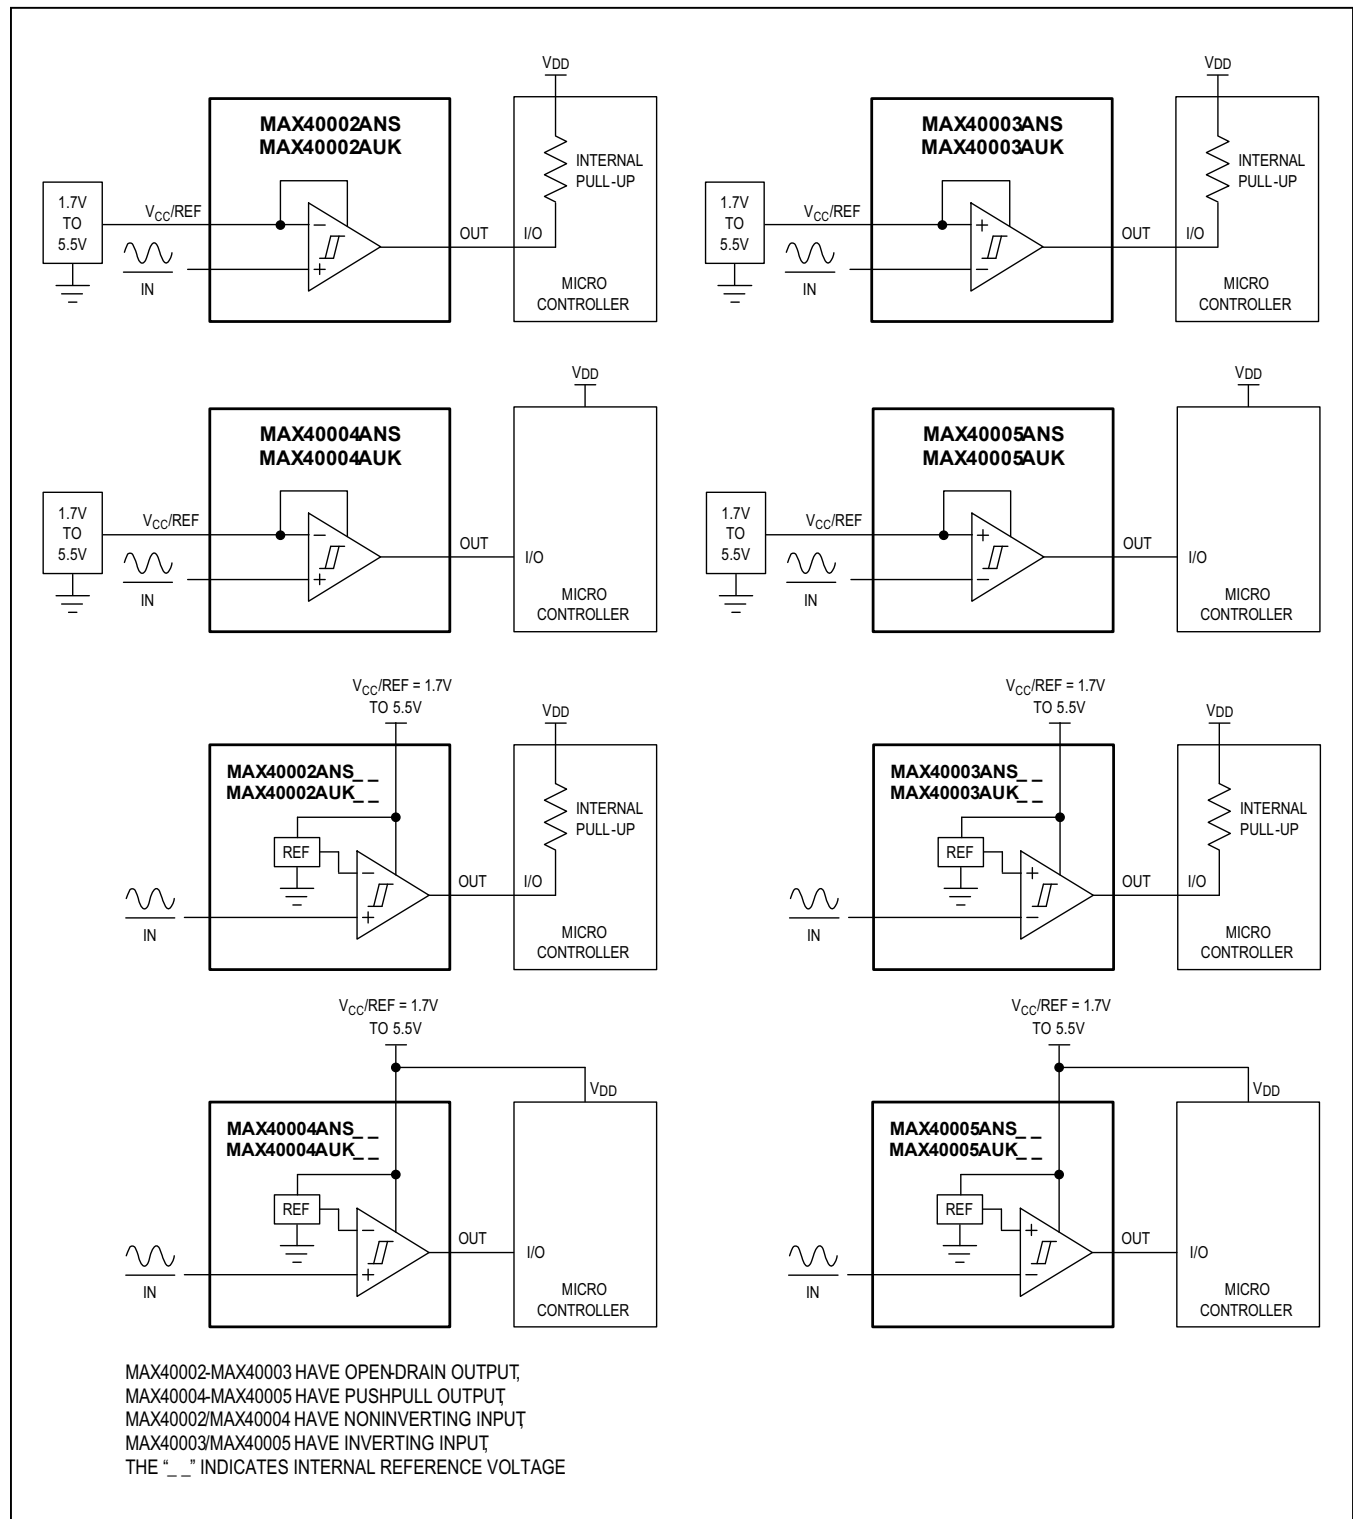 VDD
MAX40002ANS
MAX40002AUK
INTERNAL
PULL-UP
1.7V
TO
5.5V
VCC/REF
IN
−
+
OUT
I/O
MICRO
CONTROLLER
VDD
MAX40003ANS
MAX40003AUK
INTERNAL
PULL-UP
1.7V
TO
5.5V
VCC/REF
IN
+
−
OUT
I/O
MICRO
CONTROLLER
VDD
MAX40004ANS
MAX40004AUK
1.7V
TO
5.5V
VCC/REF
IN
−
+
OUT
I/O
MICRO
CONTROLLER
VDD
MAX40005ANS
MAX40005AUK
1.7V
TO
5.5V
VCC/REF
IN
+
−
OUT
I/O
MICRO
CONTROLLER
VCC/REF = 1.7V
TO 5.5V
VDD
MAX40002ANS_ _
MAX40002AUK_ _
INTERNAL
PULL-UP
REF
−
+
IN
OUT
I/O
MICRO
CONTROLLER
VCC/REF = 1.7V
TO 5.5V
VDD
MAX40003ANS_ _
MAX40003AUK_ _
INTERNAL
PULL-UP
REF
+
−
IN
OUT
I/O
MICRO
CONTROLLER
VCC/REF = 1.7V
TO 5.5V
VDD
MAX40004ANS_ _
MAX40004AUK_ _
REF
−
+
IN
OUT
I/O
MICRO
CONTROLLER
VCC/REF = 1.7V
TO 5.5V
VDD
MAX40005ANS_ _
MAX40005AUK_ _
REF
+
−
IN
OUT
I/O
MICRO
CONTROLLER
MAX40002-MAX40003 HAVE OPEN-DRAIN OUTPUT,
MAX40004-MAX40005 HAVE PUSHPULL OUTPUT,
MAX40002/MAX40004 HAVE NONINVERTING INPUT,
MAX40003/MAX40005 HAVE INVERTING INPUT,
THE “_ _” INDICATES INTERNAL REFERENCE VOLTAGE